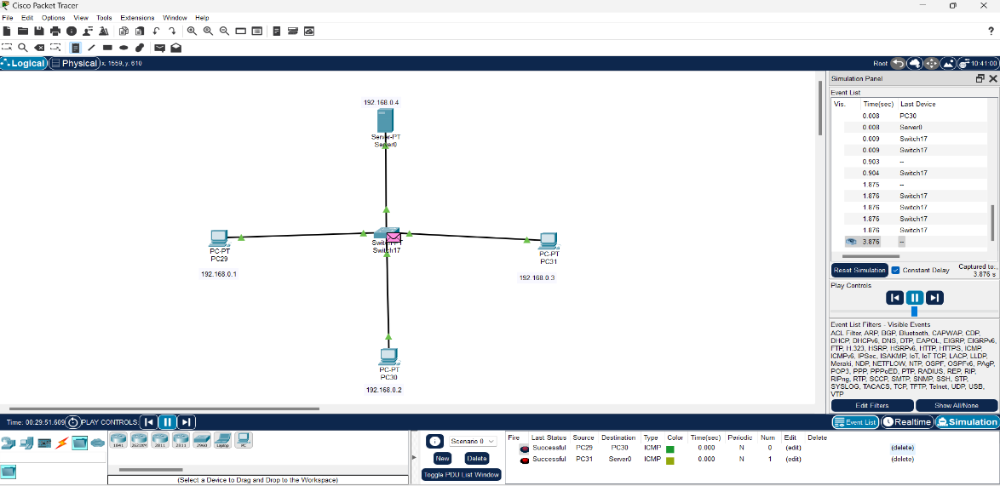 Cisco Packet Tracer
File Edit Options View Tools Extensions Window Help
?
Logical Physical x: 1559, y: 610 Root 10:41:00
192.168.0.4
Server-PT
Server0
PC-PT
PC29
192.168.0.1
Switch17
PC-PT
PC31
192.168.0.3
PC-PT
PC30
192.168.0.2
Simulation Panel
Event List
Vis. Time(sec) Last Device
0.008 PC30
0.008 Server0
0.009 Switch17
0.009 Switch17
0.903 --
0.904 Switch17
1.875 --
1.876 Switch17
1.876 Switch17
1.876 Switch17
1.876 Switch17
3.876 --
Reset Simulation Constant Delay Captured to:
3.876 s
Play Controls
Event List Filters - Visible Events
ACL Filter, ARP, BGP, Bluetooth, CAPWAP, CDP,
DHCP, DHCPv6, DNS, DTP, EAPOL, EIGRP, EIGRPv6,
FTP, H.323, HSRP, HSRPv6, HTTP, HTTPS, ICMP,
ICMPv6, IPSec, ISAKMP, IoT, IoT TCP, LACP, LLDP,
Meraki, NDP, NETFLOW, NTP, OSPF, OSPFv6, PAgP,
POP3, PPP, PPPoED, PTP, RADIUS, REP, RIP,
RIPng, RTP, SCCP, SMTP, SNMP, SSH, STP,
SYSLOG, TACACS, TCP, TFTP, Telnet, UDP, USB,
VTP
Edit Filters Show All/None
Time: 00:29:51.609 PLAY CONTROLS: Event List Realtime Simulation
1841 2621XM 2811 2960 Laptop PC
(Select a Device to Drag and Drop to the Workspace)
Scenario 0
New Delete
Toggle PDU List Window
Fire Last Status Source Destination Type Color Time(sec) Periodic Num Edit Delete
Successful PC29 PC30 ICMP 0.000 N 0 (edit) (delete)
Successful PC31 Server0 ICMP 0.000 N 1 (edit) (delete)